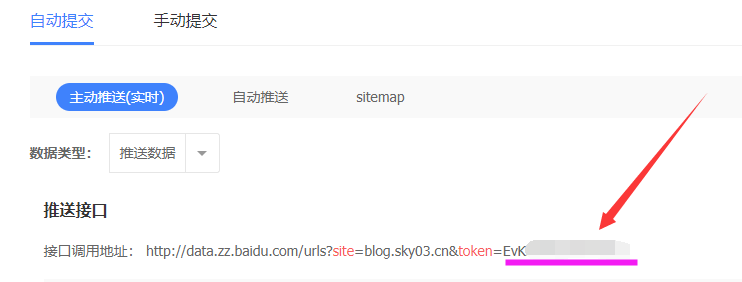 自动提交 手动提交
主动推送(实时) 自动推送 sitemap
数据类型： 推送数据
推送接口
接口调用地址： http://data.zz.baidu.com/urls?site=blog.sky03.cn&token=EvK